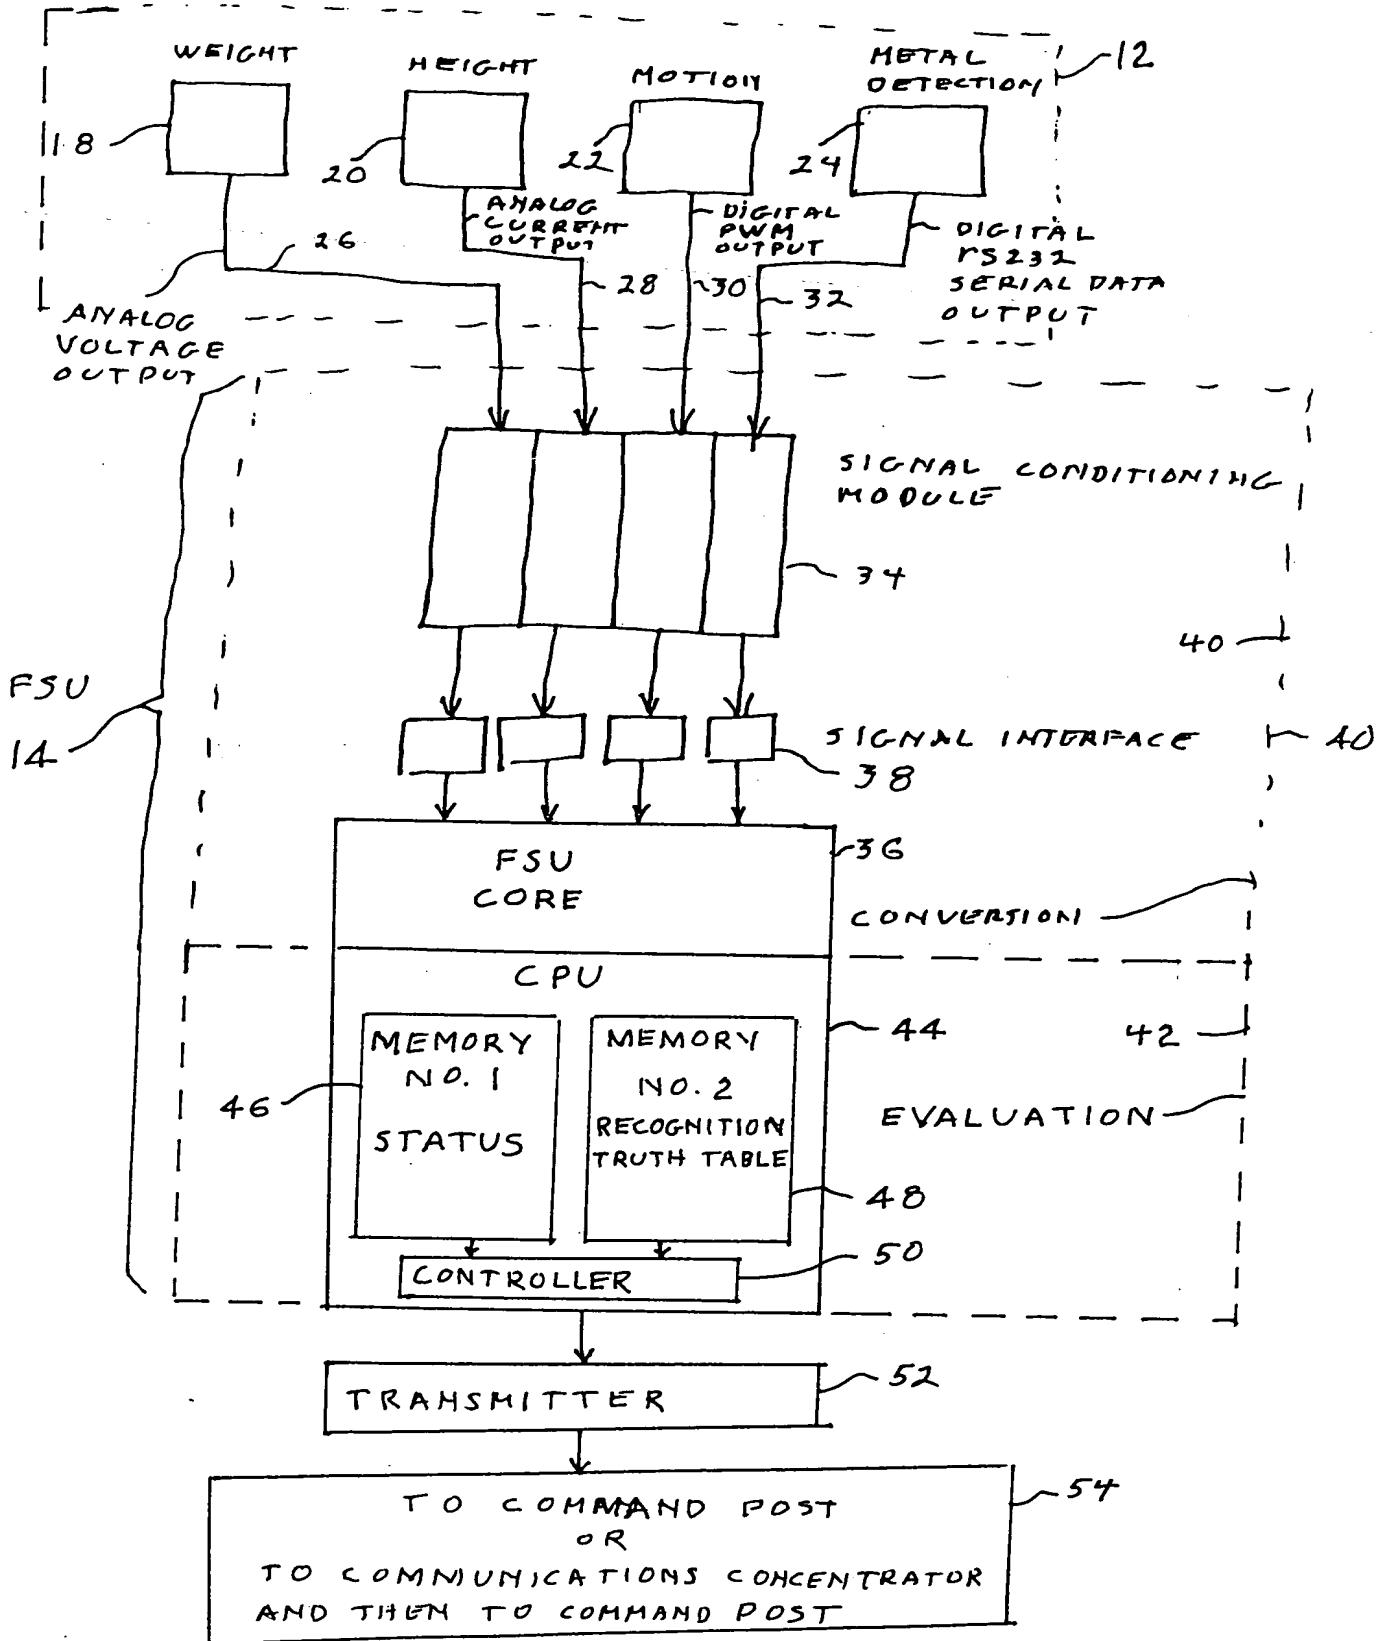 WEIGHT
HEIGHT
MOTION
METAL
DETECTION
12
18
20
22
24
26
ANALOG
CURRENT
OUTPUT
DIGITAL
PWM
OUTPUT
DIGITAL
rS232
SERIAL DATA
OUTPUT
28
30
32
ANALOG
VOLTAGE
OUTPUT
SIGNAL CONDITIONING
MODULE
34
40
FSU
14
SIGNAL INTERFACE
38
40
FSU
CORE
36
CONVERSION
CPU
44
42
MEMORY
NO. 1
STATUS
46
MEMORY
NO. 2
RECOGNITION
TRUTH TABLE
EVALUATION
48
50
CONTROLLER
TRANSMITTER
52
TO COMMAND POST
OR
TO COMMUNICATIONS CONCENTRATOR
AND THEN TO COMMAND POST
54